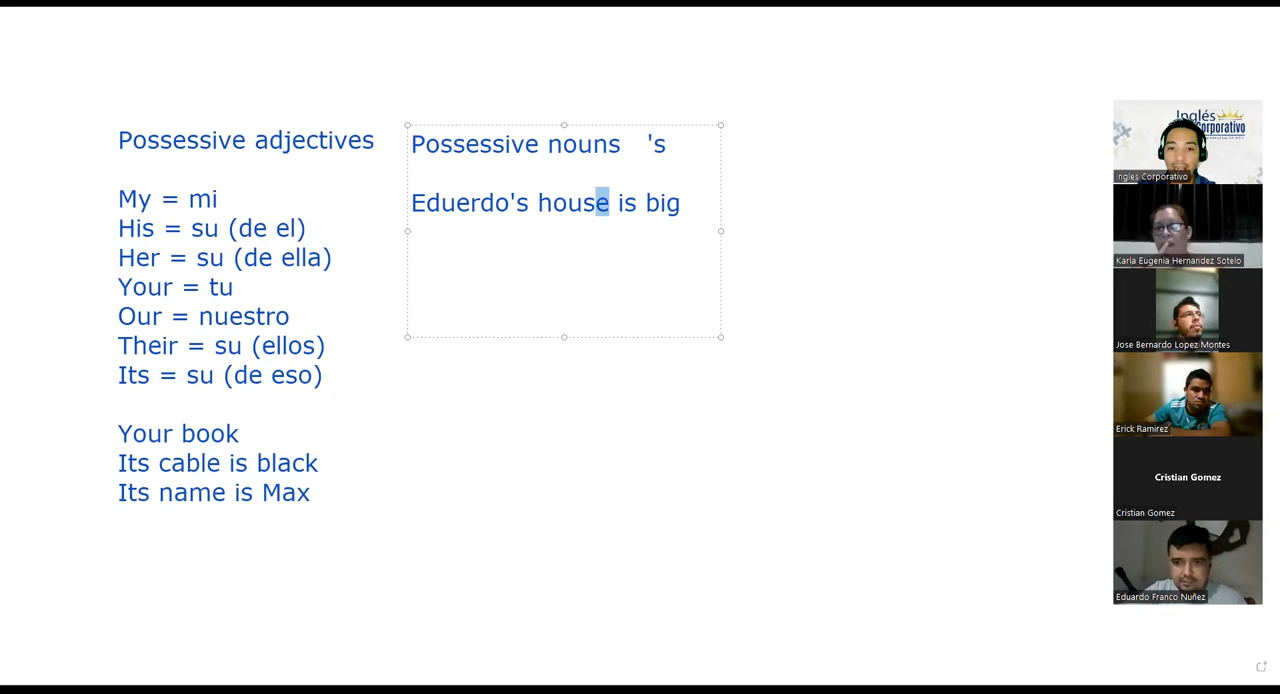 Possessive adjectives
My = mi
His = su (de el)
Her = su (de ella)
Your = tu
Our = nuestro
Their = su (ellos)
Its = su (de eso)
Your book
Its cable is black
Its name is Max
Possessive nouns 's
Eduerdo's house is big
Inglés
Corporativo
Ingles Corporativo
Karla Eugenia Hernandez Sotelo
Jose Bernardo Lopez Montes
Erick Ramirez
Cristian Gomez
Cristian Gomez
Eduardo Franco Nuñez